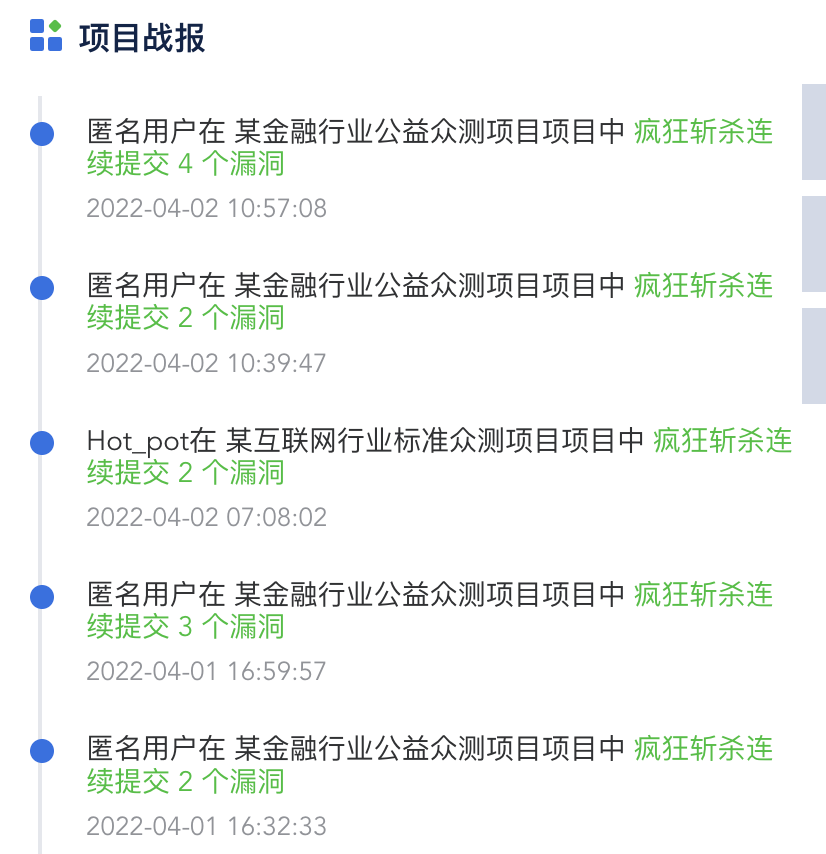 项目战报
匿名用户在 某金融行业公益众测项目项目中 疯狂斩杀连
续提交 4 个漏洞
2022-04-02 10:57:08
匿名用户在 某金融行业公益众测项目项目中 疯狂斩杀连
续提交 2 个漏洞
2022-04-02 10:39:47
Hot_pot在 某互联网行业标准众测项目项目中 疯狂斩杀连
续提交 2 个漏洞
2022-04-02 07:08:02
匿名用户在 某金融行业公益众测项目项目中 疯狂斩杀连
续提交 3 个漏洞
2022-04-01 16:59:57
匿名用户在 某金融行业公益众测项目项目中 疯狂斩杀连
续提交 2 个漏洞
2022-04-01 16:32:33